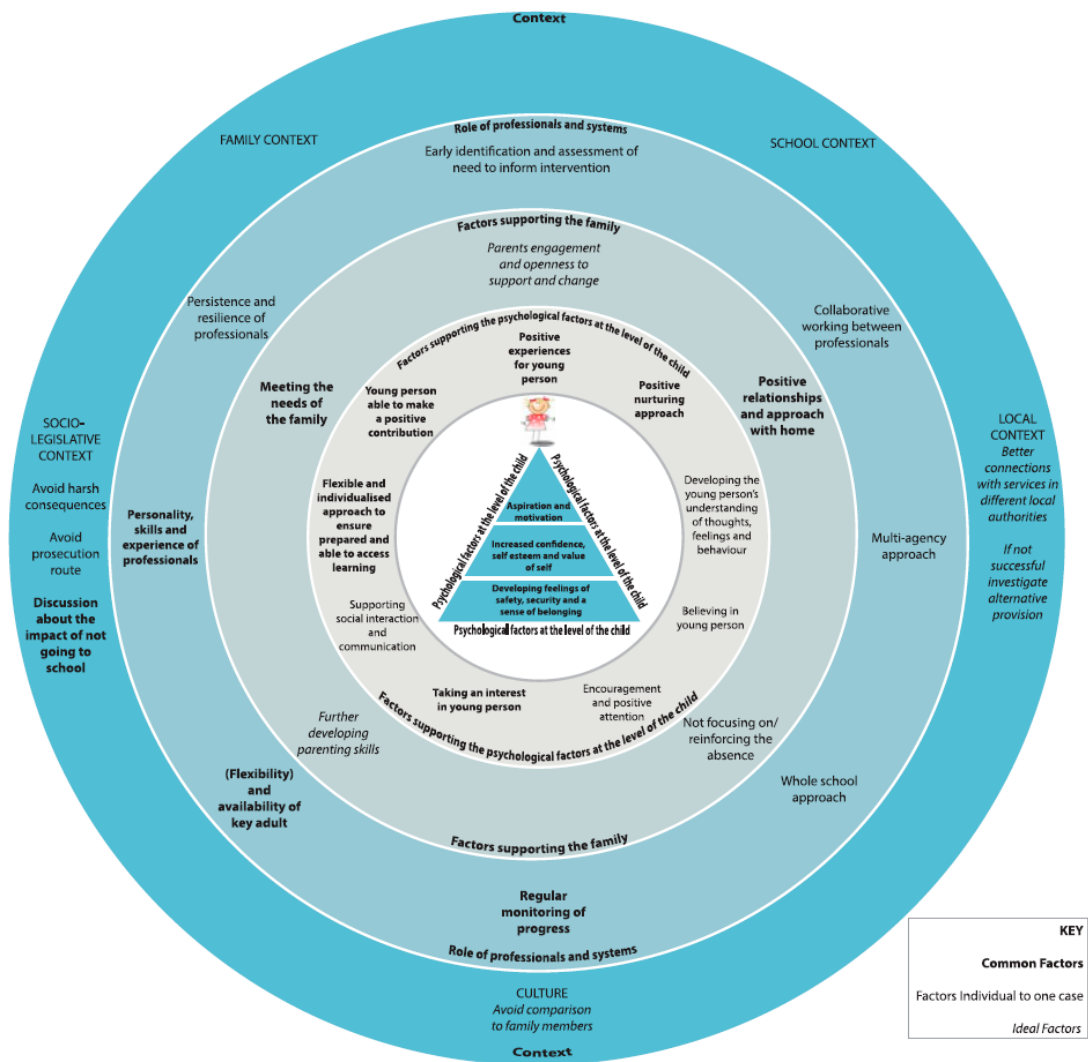 Context
FAMILY CONTEXT
SCHOOL CONTEXT
Role of professionals and systems
Early identification and assessment of
need to inform intervention
Factors supporting the family
Parents engagement
and openness to
support and change
Persistence and
resilience of
professionals
Collaborative
working between
professionals
Factors supporting the psychological factors at the level of the child
Positive
experiences
for young
person
Meeting the
needs of
the family
Young person
able to make
a positive
contribution
Positive
nurturing
approach
Positive
relationships
and approach
with home
SOCIO-
LEGISLATIVE
CONTEXT
Avoid harsh
consequences
Avoid
prosecution
route
Discussion
about the
impact of not
going to
school
LOCAL
CONTEXT
Better
connections
with services in
different local
authorities
If not
successful
investigate
alternative
provision
Personality,
skills and
experience of
professionals
Flexible and
individualised
approach to
ensure
prepared and
able to access
learning
Psychological factors at the level of the child
Psychological factors at the level of the child
Aspiration and
motivation
Increased confidence,
self esteem and value
of self
Developing feelings of
safety, security and a
sense of belonging
Psychological factors at the level of the child
Developing the
young person's
understanding of
thoughts,
feelings and
behaviour
Multi-agency
approach
Supporting
social interaction
and
communication
Believing in
young person
Taking an interest
in young person
Encouragement
and positive
attention
Factors supporting the psychological factors at the level of the child
Further
developing
parenting skills
Not focusing on/
reinforcing the
absence
(Flexibility)
and
availability of
key adult
Whole school
approach
Factors supporting the family
Regular
monitoring of
progress
Role of professionals and systems
CULTURE
Avoid comparison
to family members
Context
KEY
Common Factors
Factors Individual to one case
Ideal Factors